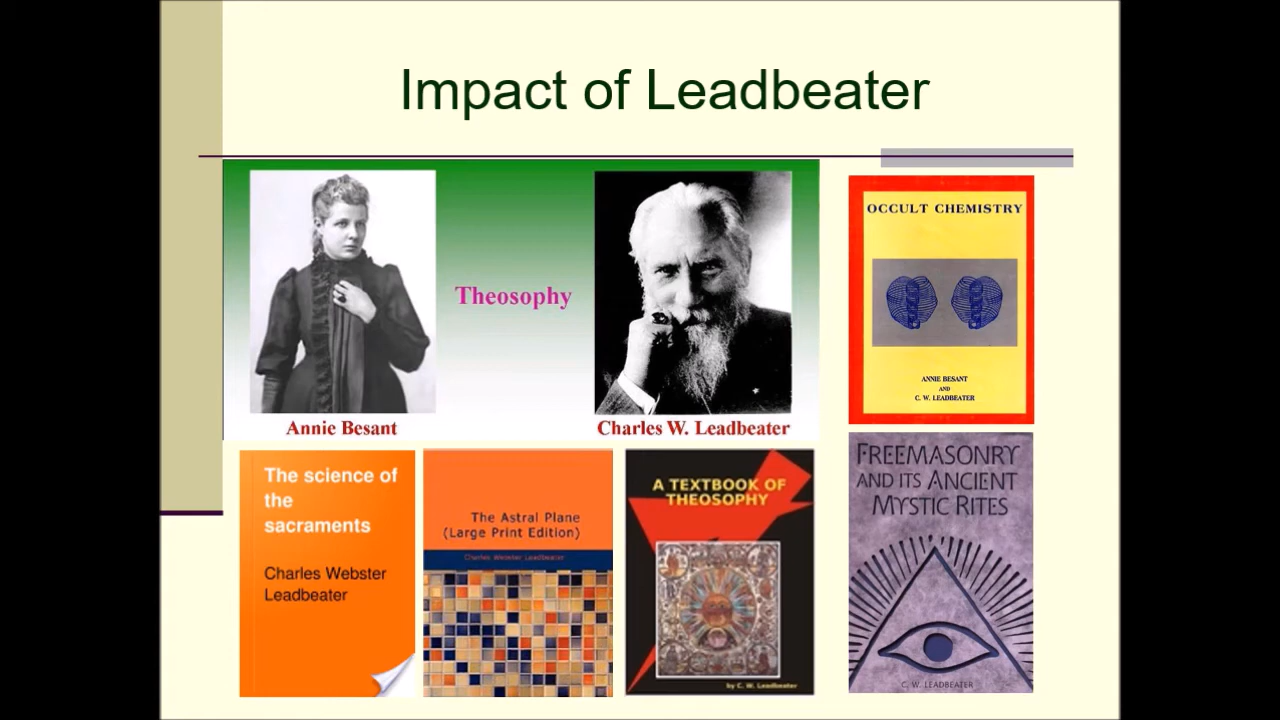 Impact of Leadbeater
Theosophy
Annie Besant
Charles W. Leadbeater
OCCULT CHEMISTRY
ANNIE BESANT
AND
C. W. LEADBEATER
The science of
the
sacraments
Charles Webster
Leadbeater
The Astral Plane
(Large Print Edition)
Charles Webster Leadbeater
A TEXTBOOK OF
THEOSOPHY
by C. W. Leadbeater
FREEMASONRY
AND ITS ANCIENT
MYSTIC RITES
C. W. LEADBEATER